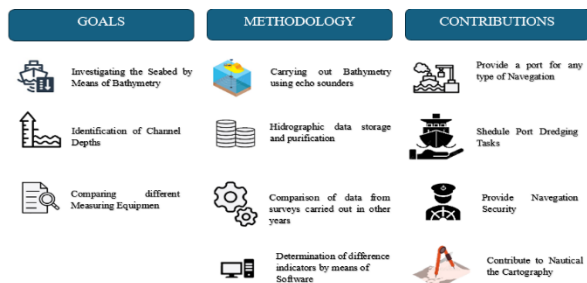 GOALS
Investigating the Seabed by
Means of Bathymetry
Identification of Channel
Depths
Comparing different
Measuring Equipmen
METHODOLOGY
Carrying out Bathymetry
using echo sounders
Hidrographic data storage
and purification
Comparison of data from
surveys carried out in other
years
Determination of difference
indicators by means of
Software
CONTRIBUTIONS
Provide a port for any
type of Navegation
Shedule Port Dredging
Tasks
Provide Navegation
Security
Contribute to Nautical
the Cartography